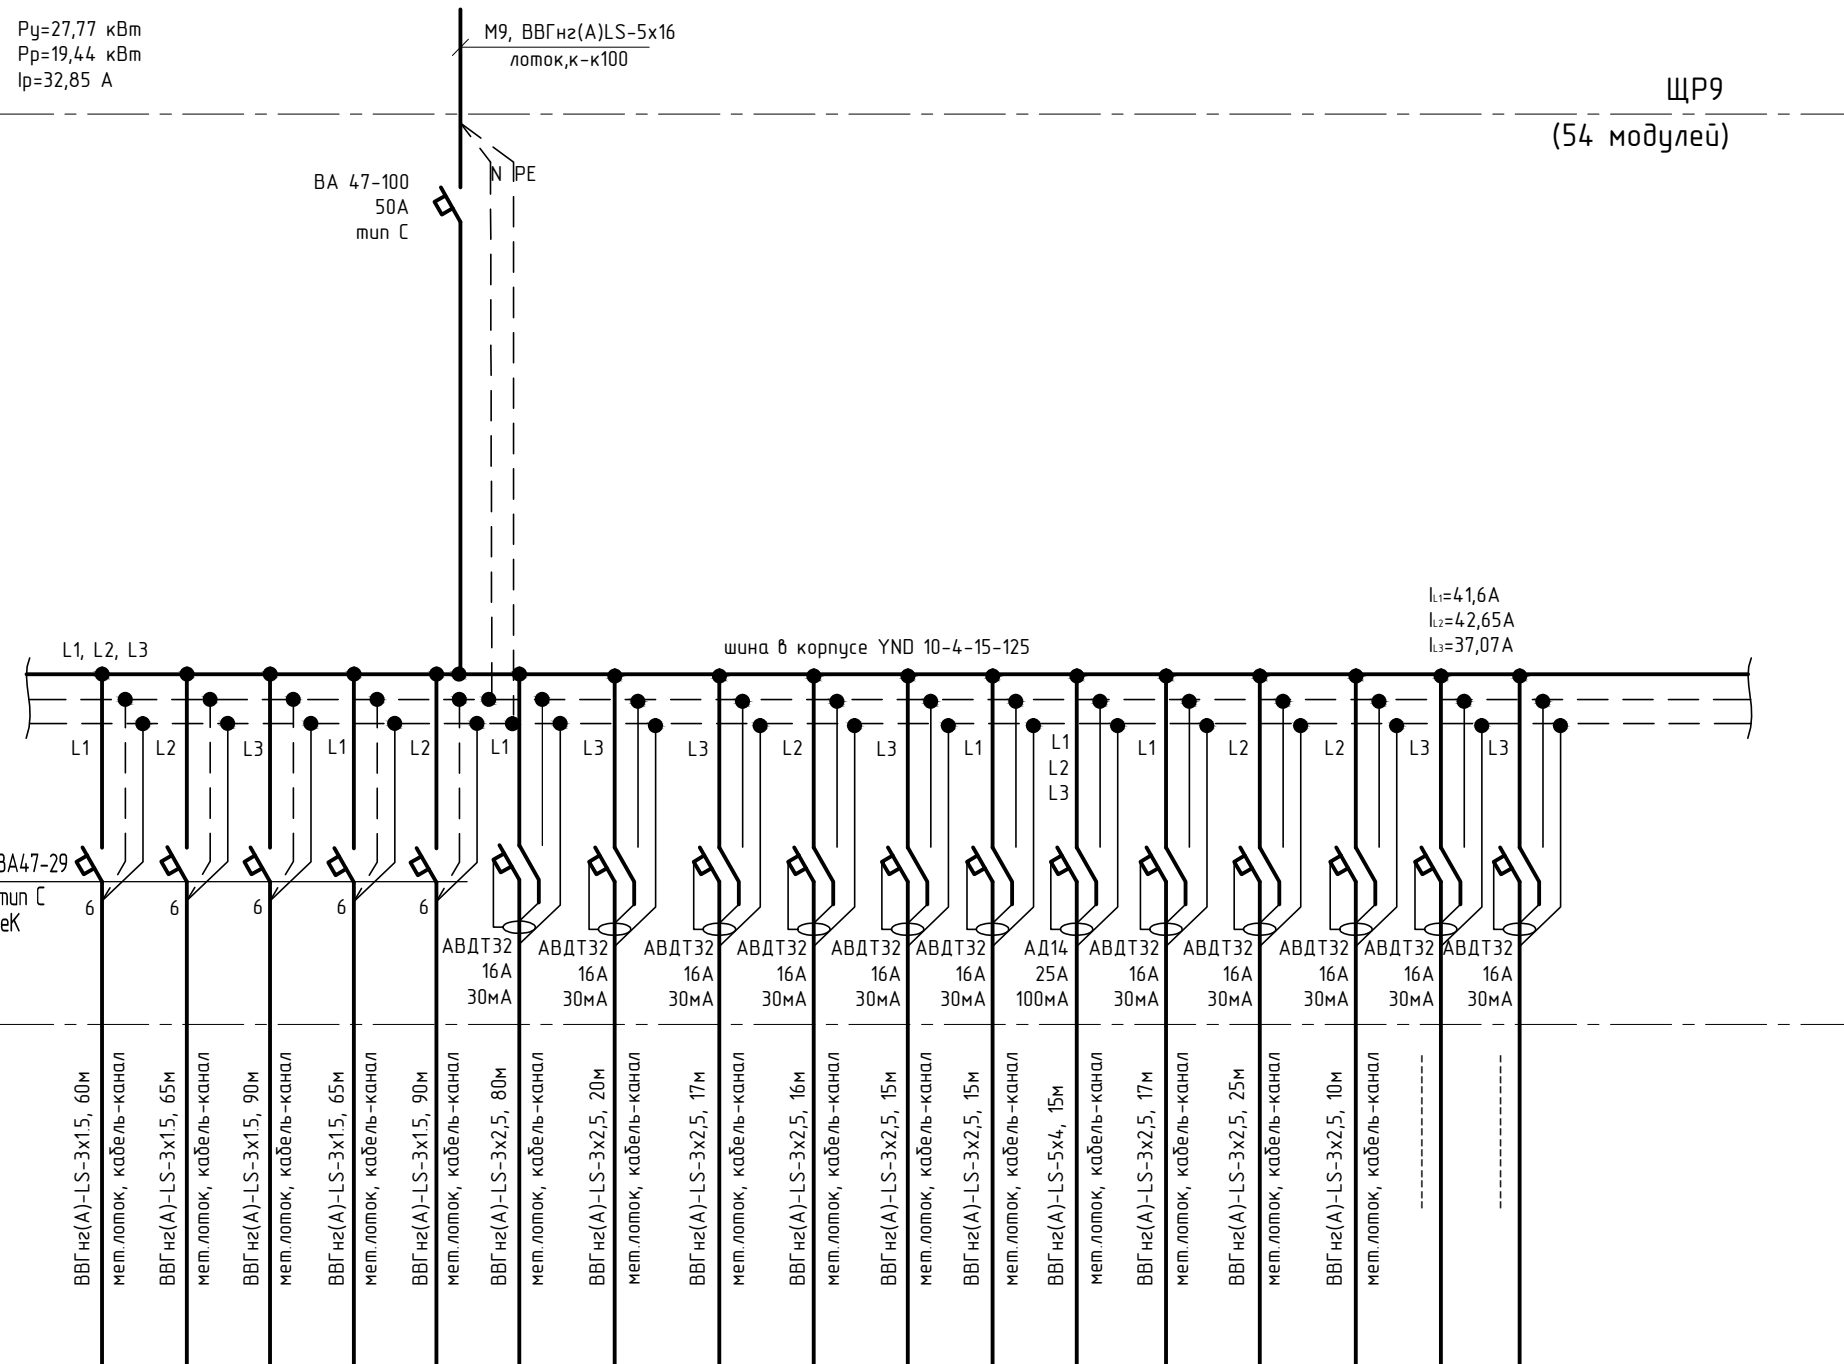 Ру=27,77 кВт
Рр=19,44 кВт
Iр=32,85 А
М9, ВВГнг(А)LS-5х16
лоток,к-к100
ЩР9
(54 модулей)
N PE
ВА 47-100
50А
тип С
IL1=41,6А
IL2=42,65А
IL3=37,07А
L1, L2, L3
шина в корпусе YND 10-4-15-125
L1 L2 L3 L1 L2 L1 L3 L3 L2 L3 L1 L1 L1 L2 L2 L3 L3
L2
L3
ВА47-29
тип С
еК
6 6 6 6 6
АВДТ32 АВДТ32 АВДТ32 АВДТ32 АВДТ32 АВДТ32 АД14 АВДТ32 АВДТ32 АВДТ32 АВДТ32 АВДТ32
16А 16А 16А 16А 16А 16А 25А 16А 16А 16А 16А 16А
30мА 30мА 30мА 30мА 30мА 30мА 100мА 30мА 30мА 30мА 30мА 30мА
ВВГнг(А)-LS-3х1.5, 60м
мет.лоток, кабель-канал
ВВГнг(А)-LS-3х1.5, 65м
мет.лоток, кабель-канал
ВВГнг(А)-LS-3х1.5, 90м
мет.лоток, кабель-канал
ВВГнг(А)-LS-3х1.5, 65м
мет.лоток, кабель-канал
ВВГнг(А)-LS-3х1.5, 90м
мет.лоток, кабель-канал
ВВГнг(А)-LS-3х2,5, 80м
мет.лоток, кабель-канал
ВВГнг(А)-LS-3х2,5, 20м
мет.лоток, кабель-канал
ВВГнг(А)-LS-3х2,5, 17м
мет.лоток, кабель-канал
ВВГнг(А)-LS-3х2,5, 16м
мет.лоток, кабель-канал
ВВГнг(А)-LS-3х2,5, 15м
мет.лоток, кабель-канал
ВВГнг(А)-LS-3х2,5, 15м
мет.лоток, кабель-канал
ВВГнг(А)-LS-5х4, 15м
мет.лоток, кабель-канал
ВВГнг(А)-LS-3х2,5, 17м
мет.лоток, кабель-канал
ВВГнг(А)-LS-3х2,5, 25м
мет.лоток, кабель-канал
ВВГнг(А)-LS-3х2,5, 10м
мет.лоток, кабель-канал